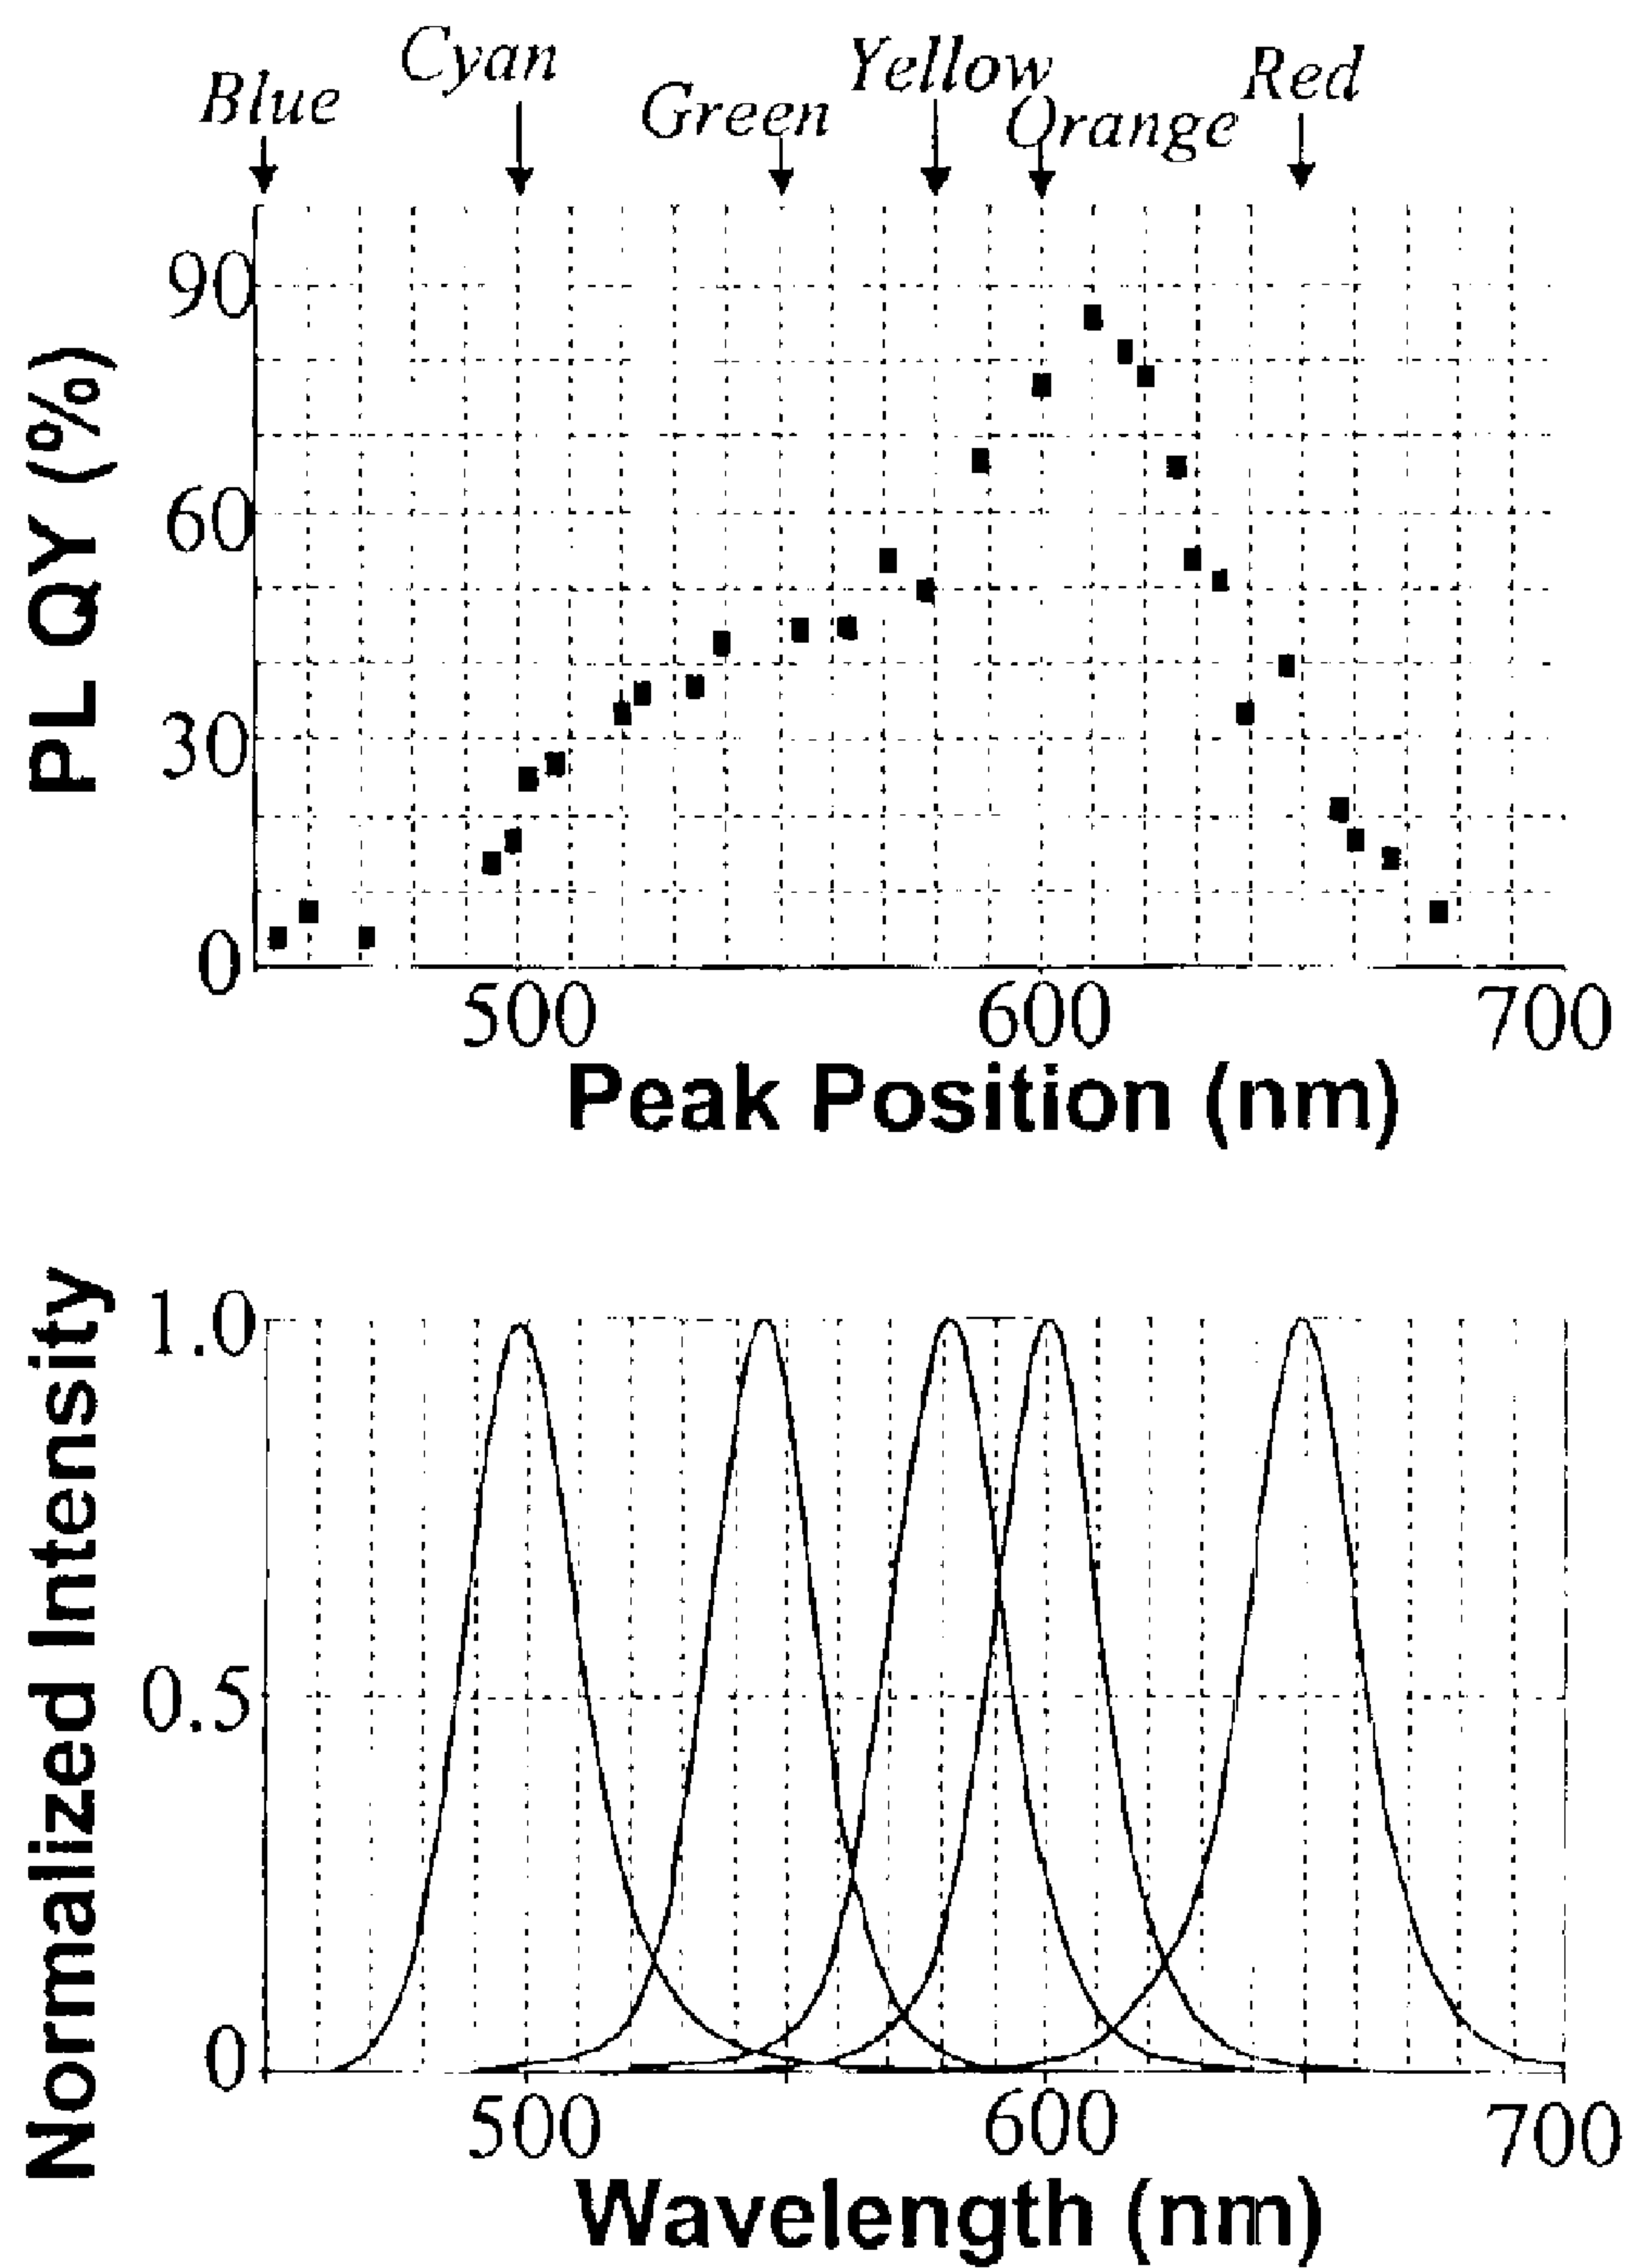 Blue Cyan Green Yellow Orange Red
90
60
30
0
PL QY (%)
500 600 700
Peak Position (nm)
1.0
0.5
0
Normalized Intensity
500 600 700
Wavelength (nm)